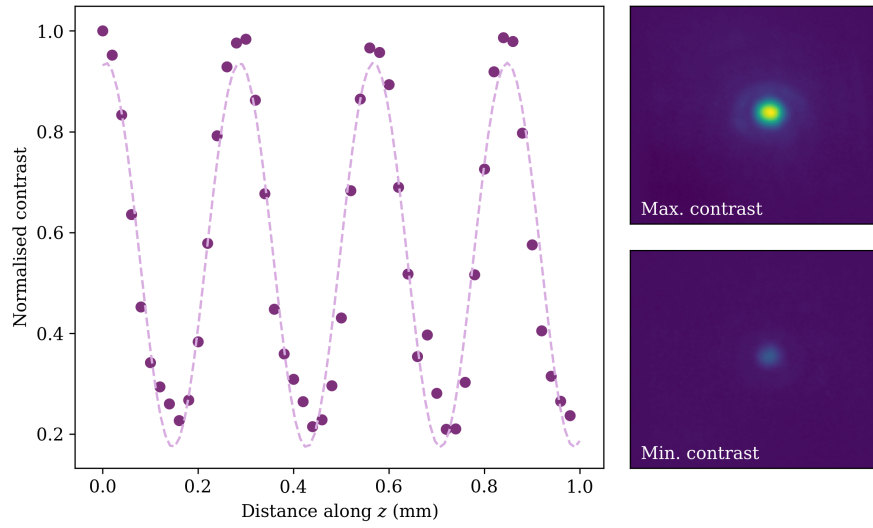 1.0
0.8
0.6
0.4
0.2
Normalised contrast
0.0 0.2 0.4 0.6 0.8 1.0
Distance along z (mm)
Max. contrast
Min. contrast